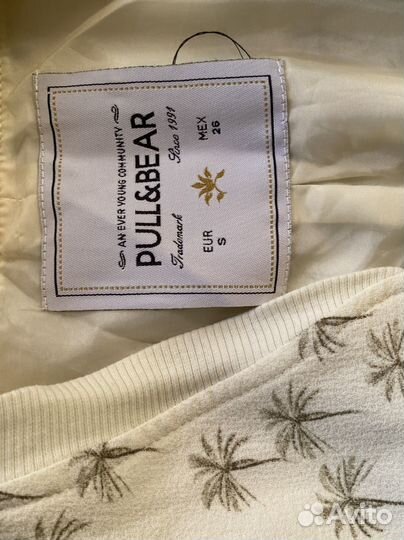 AN EVER YOUNG COMMUNITY
PULL&BEAR
Trademark Since 1991
EUR MEX
S 26
Avito